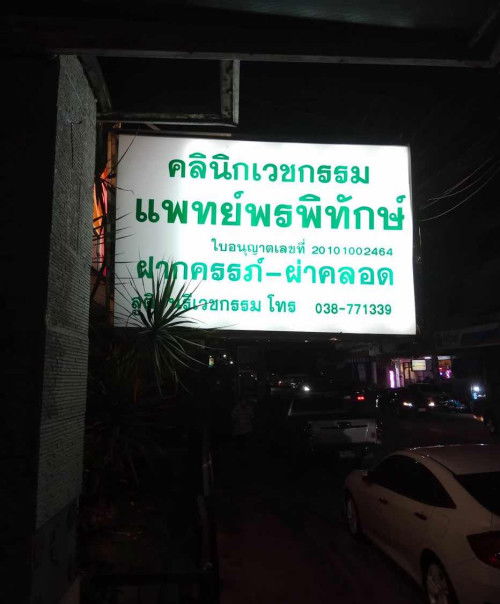 คลินิกเวชกรรม
แพทย์พรพิทักษ์
ใบอนุญาตเลขที่ 20101002464
ฝากครรภ์-ผ่าคลอด
โทร 038-771339